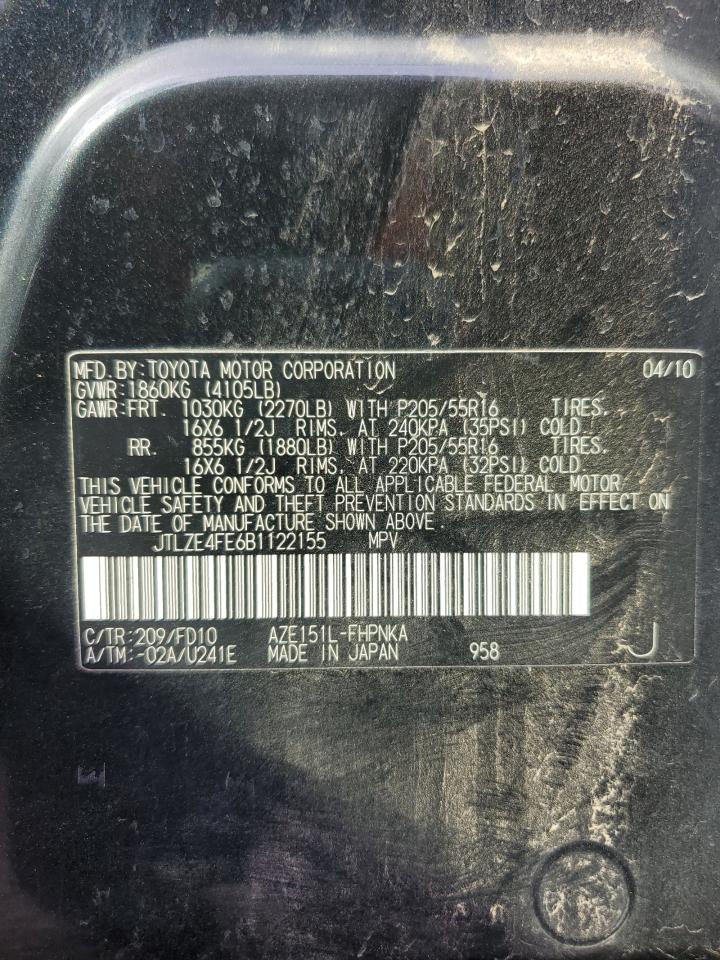 MFD. BY: TOYOTA MOTOR CORPORATION 04/10
GVWR: 1860KG (4105LB)
GAWR: FRT. 1030KG (2270LB) WITH P205/55R16 TIRES.
16X6 1/2J RIMS. AT 240KPA (35PSI) COLD
RR. 855KG (1880LB) WITH P205/55R16 TIRES.
16X6 1/2J RIMS. AT 220KPA (32PSI) COLD
THIS VEHICLE CONFORMS TO ALL APPLICABLE FEDERAL MOTOR
VEHICLE SAFETY AND THEFT PREVENTION STANDARDS IN EFFECT ON
THE DATE OF MANUFACTURE SHOWN ABOVE.
JTLZE4FE6B1122155 MPV
C/TR: 209/FD10 AZE151L-FHPNKA J
A/TM: -02A/U241E MADE IN JAPAN 958